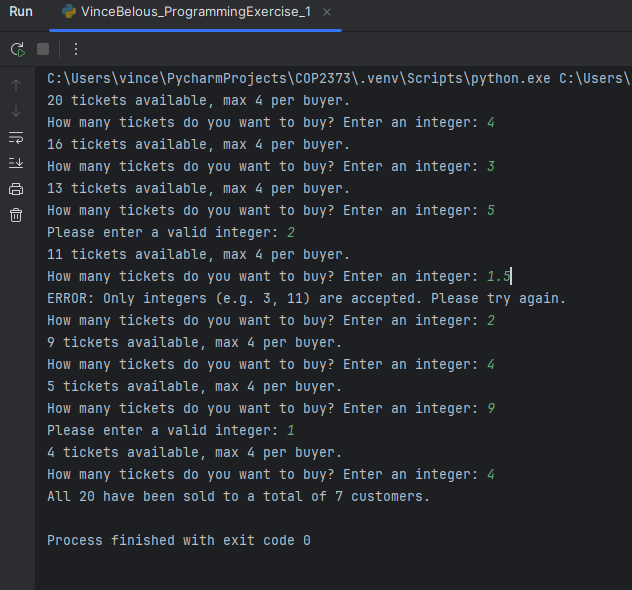 Run VinceBelous_ProgrammingExercise_1
C:\Users\vince\PycharmProjects\COP2373\.venv\Scripts\python.exe C:\Users\
20 tickets available, max 4 per buyer.
How many tickets do you want to buy? Enter an integer: 4
16 tickets available, max 4 per buyer.
How many tickets do you want to buy? Enter an integer: 3
13 tickets available, max 4 per buyer.
How many tickets do you want to buy? Enter an integer: 5
Please enter a valid integer: 2
11 tickets available, max 4 per buyer.
How many tickets do you want to buy? Enter an integer: 1.5
ERROR: Only integers (e.g. 3, 11) are accepted. Please try again.
How many tickets do you want to buy? Enter an integer: 2
9 tickets available, max 4 per buyer.
How many tickets do you want to buy? Enter an integer: 4
5 tickets available, max 4 per buyer.
How many tickets do you want to buy? Enter an integer: 9
Please enter a valid integer: 1
4 tickets available, max 4 per buyer.
How many tickets do you want to buy? Enter an integer: 4
All 20 have been sold to a total of 7 customers.
Process finished with exit code 0